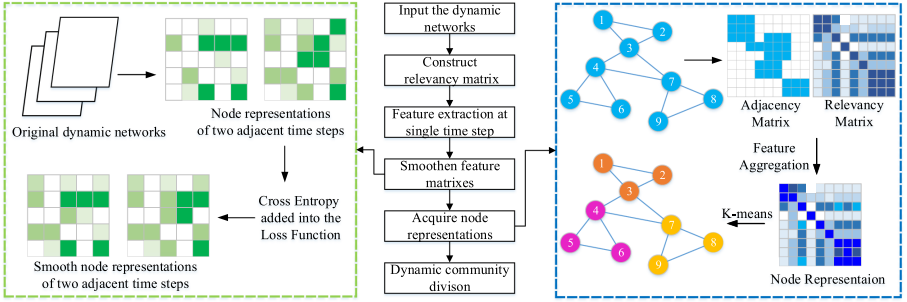 Original dynamic networks
Node representations
of two adjacent time steps
Cross Entropy
added into the
Loss Function
Smooth node representations
of two adjacent time steps
Input the dynamic
networks
Construct
relevancy matrix
Feature extraction at
single time step
Smoothen feature
matrixes
Acquire node
representations
Dynamic community
divison
1
2
3
4
7
5
6
8
9
Adjacency
Matrix
Relevancy
Matrix
Feature
Aggregation
K-means
1
2
3
4
7
5
6
8
9
Node Representaion